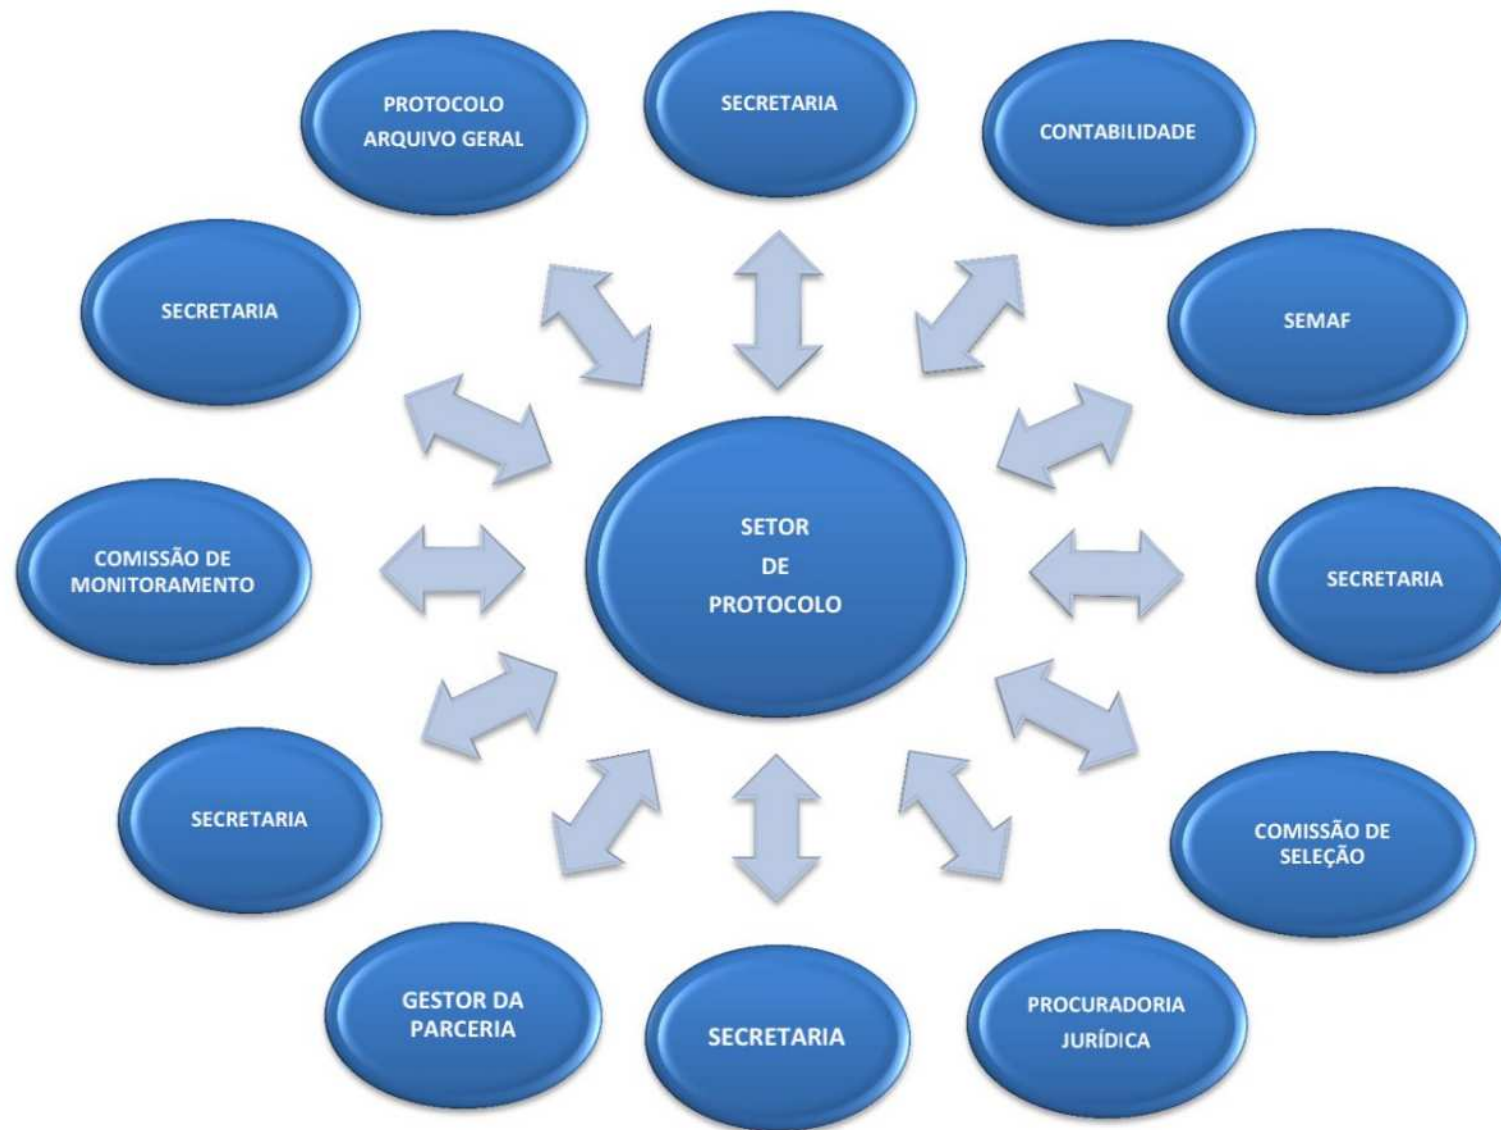 PROTOCOLO
ARQUIVO GERAL
SECRETARIA
CONTABILIDADE
SECRETARIA
SEMAF
COMISSÃO DE
MONITORAMENTO
SETOR
DE
PROTOCOLO
SECRETARIA
SECRETARIA
COMISSÃO DE
SELEÇÃO
GESTOR DA
PARCERIA
SECRETARIA
PROCURADORIA
JURÍDICA